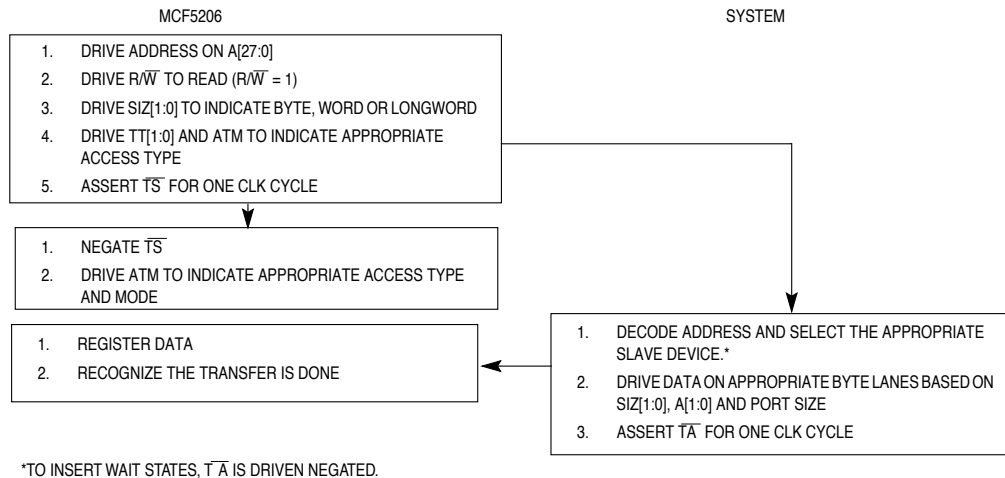 MCF5206
SYSTEM
1. DRIVE ADDRESS ON A[27:0]
2. DRIVE R/W̅ TO READ (R/W̅ = 1)
3. DRIVE SIZ[1:0] TO INDICATE BYTE, WORD OR LONGWORD
4. DRIVE TT[1:0] AND ATM TO INDICATE APPROPRIATE
ACCESS TYPE
5. ASSERT T̅S̅ FOR ONE CLK CYCLE
1. NEGATE T̅S̅
2. DRIVE ATM TO INDICATE APPROPRIATE ACCESS TYPE
AND MODE
1. DECODE ADDRESS AND SELECT THE APPROPRIATE
SLAVE DEVICE.*
2. DRIVE DATA ON APPROPRIATE BYTE LANES BASED ON
SIZ[1:0], A[1:0] AND PORT SIZE
3. ASSERT T̅A̅ FOR ONE CLK CYCLE
1. REGISTER DATA
2. RECOGNIZE THE TRANSFER IS DONE
*TO INSERT WAIT STATES, T̅ A̅ IS DRIVEN NEGATED.